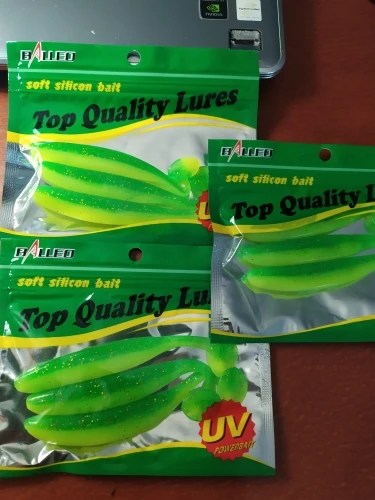 BALLEO
soft silicon bait
Top Quality Lures
BALLEO
soft silicon bait
Top Quality L
BALLEO
soft silicon bait
Top Quality Lu
UV
POWERBAIT